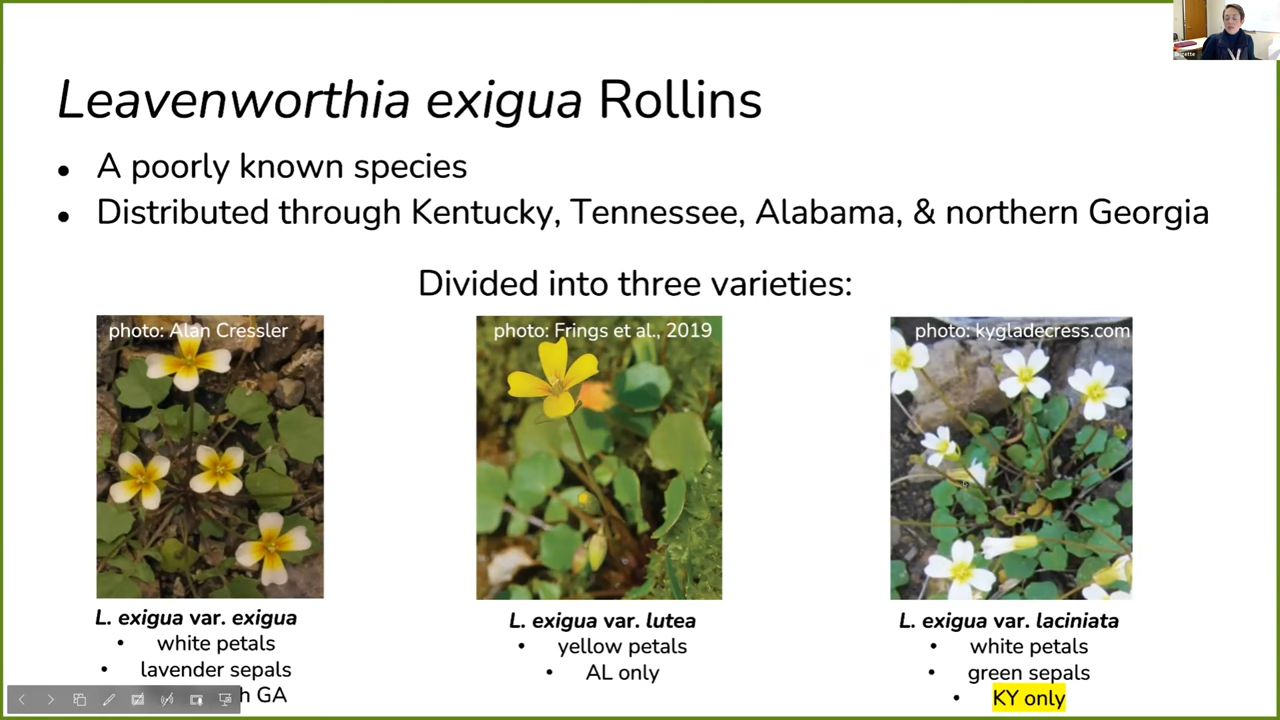 Leavenworthia exigua Rollins
• A poorly known species
• Distributed through Kentucky, Tennessee, Alabama, & northern Georgia
Divided into three varieties:
photo: Alan Cressler
photo: Frings et al., 2019
photo: kygladecress.com
L. exigua var. exigua
• white petals
• lavender sepals
h GA
L. exigua var. lutea
• yellow petals
• AL only
L. exigua var. laciniata
• white petals
• green sepals
• KY only